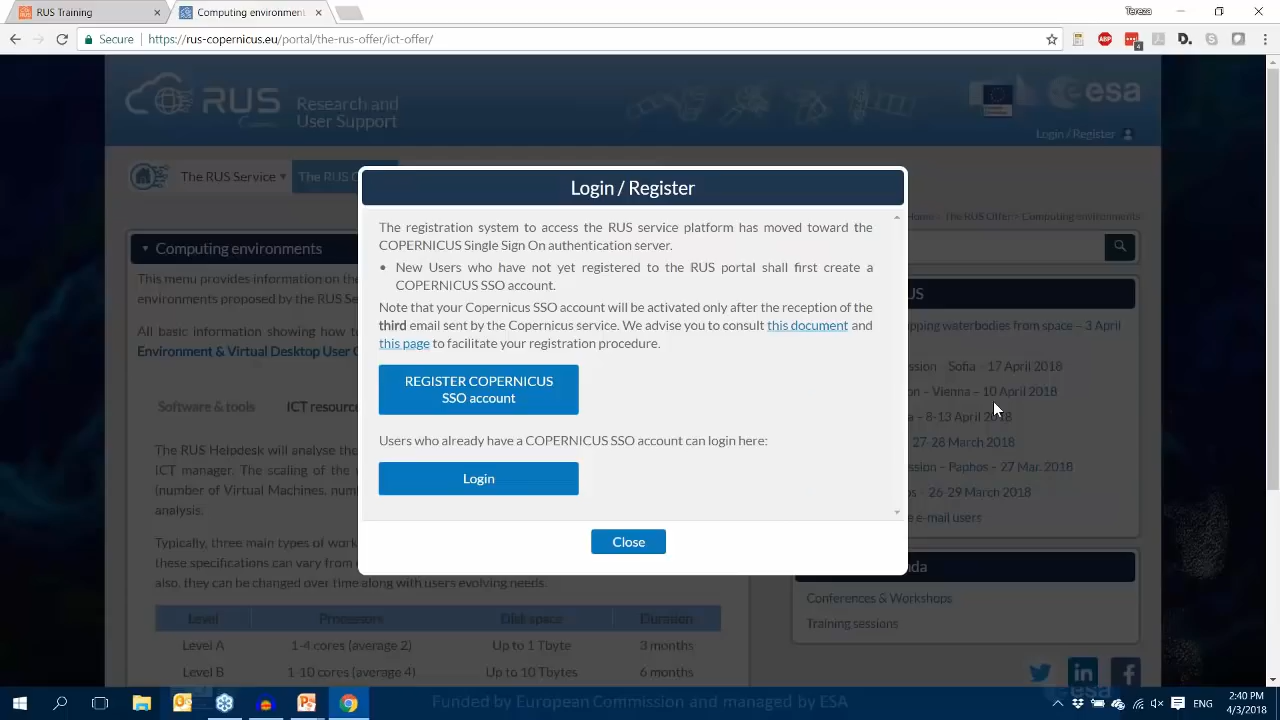 RUS Training
Computing environments
Terezac
Secure
https://rus-copernicus.eu/portal/the-rus-offer/ict-offer/
4
RUS
Research and
User Support
esa
Login / Register
The RUS Service
The RUS O
Login / Register
The registration system to access the RUS service platform has moved toward the
COPERNICUS Single Sign On authentication server.
• New Users who have not yet registered to the RUS portal shall first create a
COPERNICUS SSO account.
Note that your Copernicus SSO account will be activated only after the reception of the
third email sent by the Copernicus service. We advise you to consult this document and
this page to facilitate your registration procedure.
REGISTER COPERNICUS
SSO account
Users who already have a COPERNICUS SSO account can login here:
Login
Close
Home > The RUS Offer > Computing environments
Computing environments
This menu provides information on the
environments proposed by the RUS Se
All basic information showing how to
Environment & Virtual Desktop User G
Software & tools
ICT resource
The RUS Helpdesk will analyse the
ICT manager. The scaling of the
(number of Virtual Machines, num
analysis.
Typically, three main types of work
these specifications can vary from
also, they can be changed over time along with users evolving needs.
Level Processors Disk space Duration
Level A 1-4 cores (average 2) Up to 1 Tbyte 3 months
Level B 1-10 cores (average 4) Up to 10 Tbytes 6 months
US
pping waterbodies from space – 3 April
ssion – Sofia – 17 April 2018
on – Vienna – 10 April 2018
a – 8-13 April 2018
27-28 March 2018
ssion – Paphos – 27 Mar. 2018
os – 26-29 March 2018
e e-mail users
nda
Conferences & Workshops
Training sessions
Funded by European Commission and managed by ESA
ENG
2:40 PM
4/3/2018